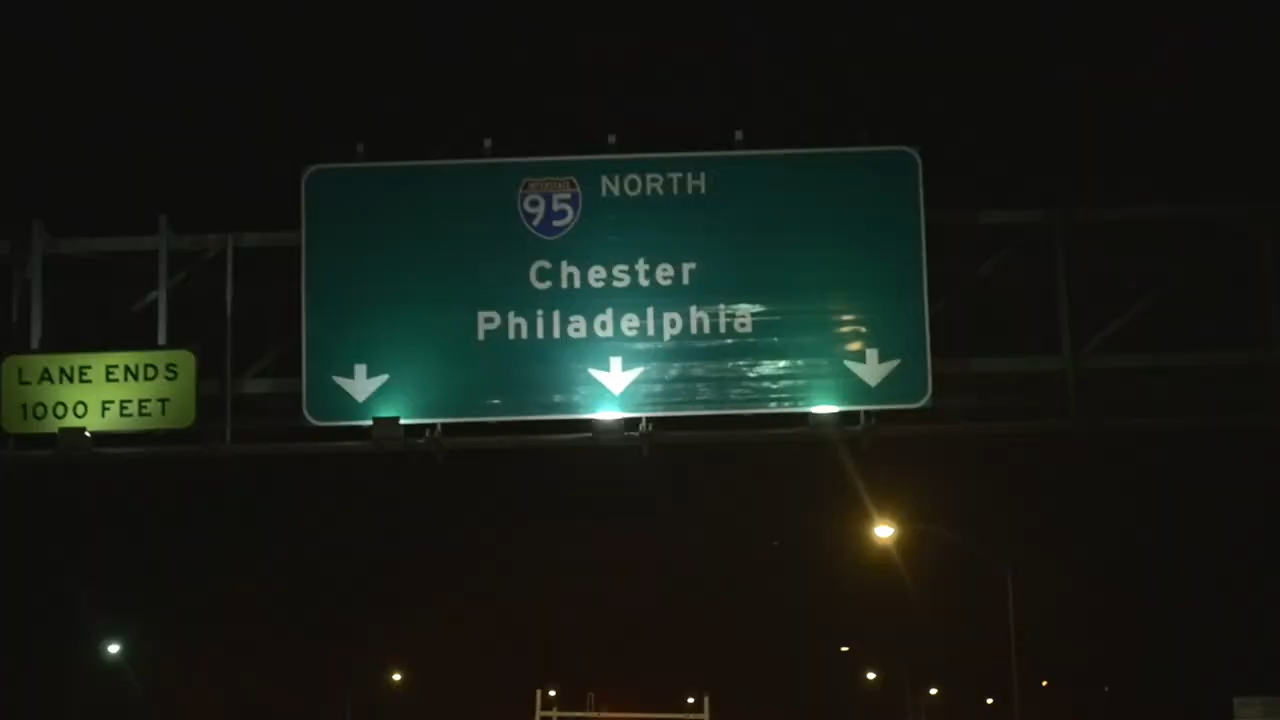 INTERSTATE
95 NORTH
Chester
Philadelphia
LANE ENDS
1000 FEET